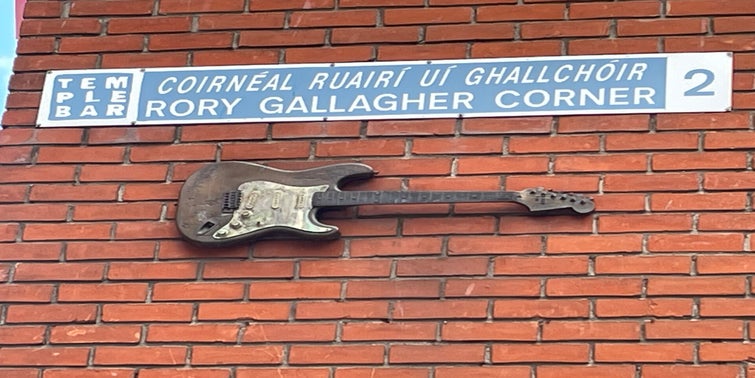 TEM
PLE
BAR
COIRNÉAL RUAIRÍ UÍ GHALLCHÓIR
RORY GALLAGHER CORNER
2